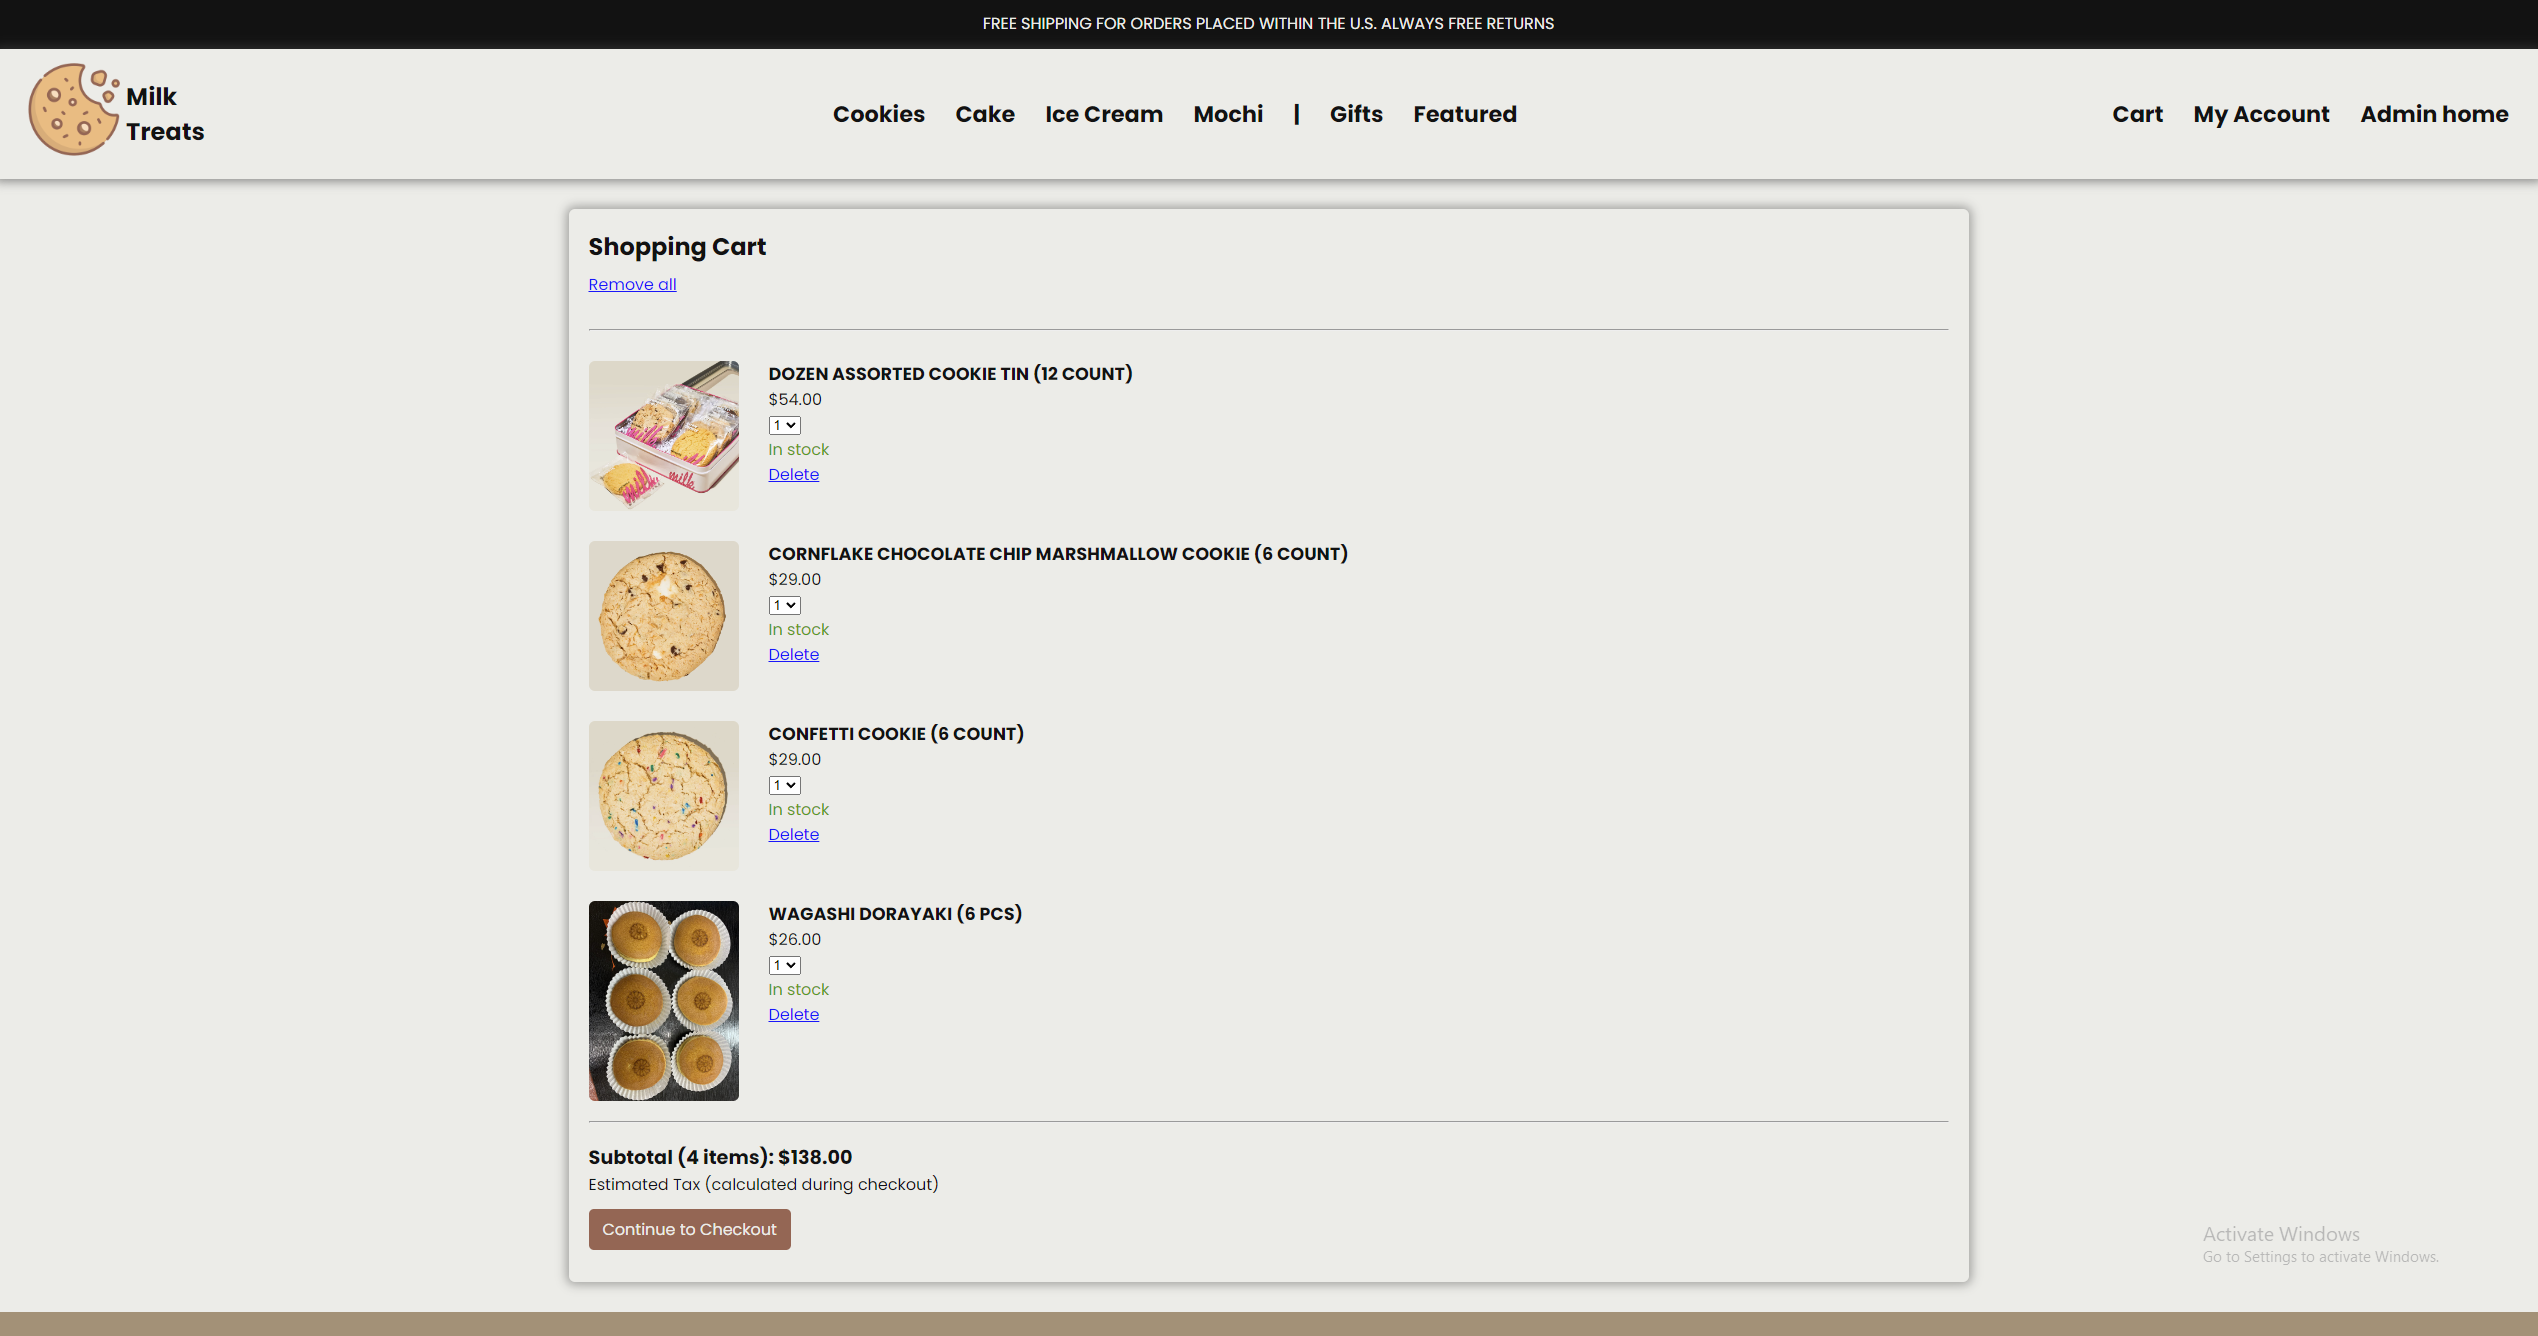 FREE SHIPPING FOR ORDERS PLACED WITHIN THE U.S. ALWAYS FREE RETURNS
Milk
Treats
Cookies Cake Ice Cream Mochi | Gifts Featured
Cart My Account Admin home
Shopping Cart
Remove all
DOZEN ASSORTED COOKIE TIN (12 COUNT)
$54.00
1
In stock
Delete
milk
CORNFLAKE CHOCOLATE CHIP MARSHMALLOW COOKIE (6 COUNT)
$29.00
1
In stock
Delete
CONFETTI COOKIE (6 COUNT)
$29.00
1
In stock
Delete
WAGASHI DORAYAKI (6 PCS)
$26.00
1
In stock
Delete
Subtotal (4 items): $138.00
Estimated Tax (calculated during checkout)
Continue to Checkout
Activate Windows
Go to Settings to activate Windows.